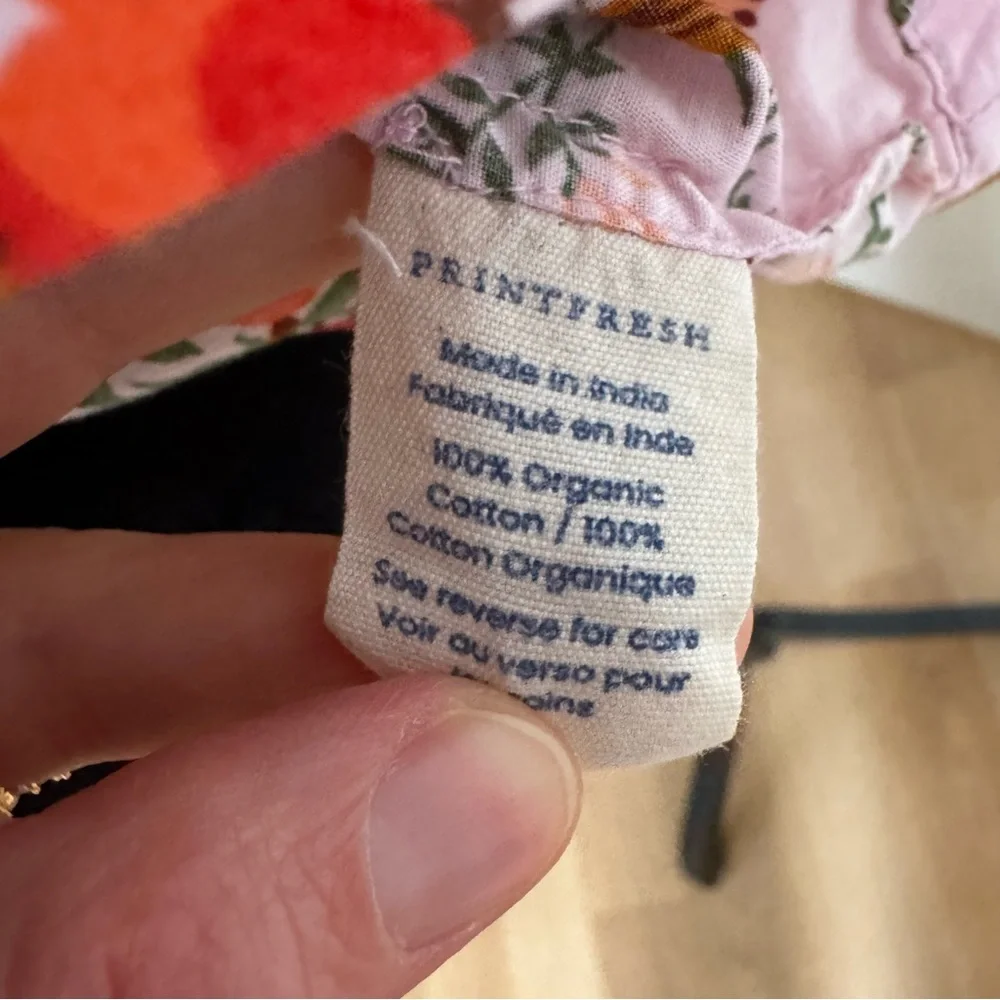 PRINTFRESH
Made in India
Fabriqué en Inde
100% Organic
Cotton / 100%
Cotton Organique
See reverse for care
Voir au verso pour